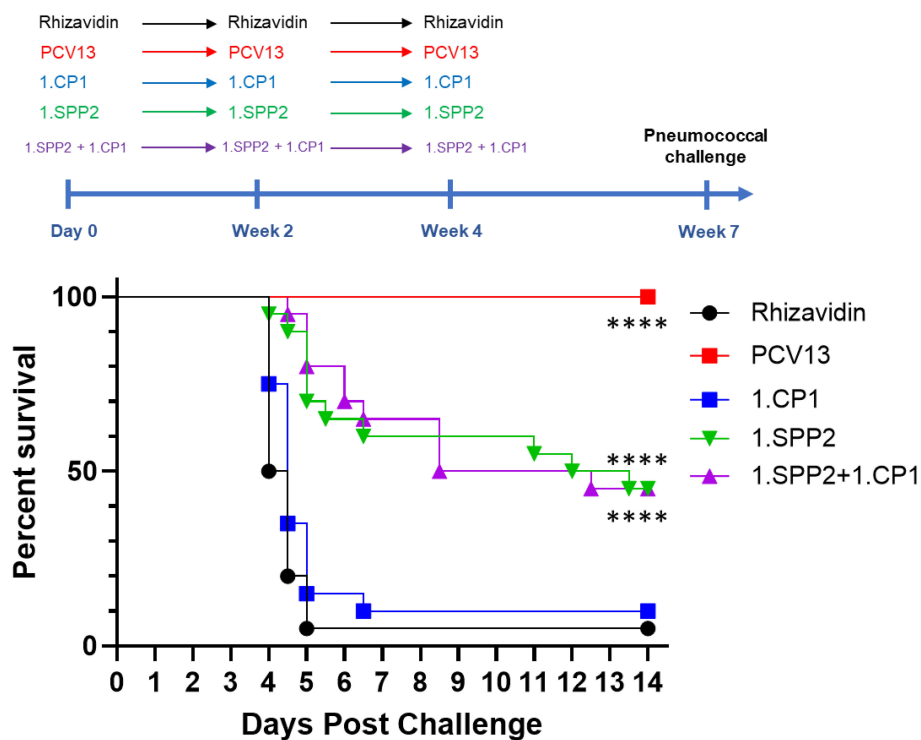 Rhizavidin Rhizavidin Rhizavidin
PCV13 PCV13 PCV13
1.CP1 1.CP1 1.CP1
1.SPP2 1.SPP2 1.SPP2
1.SPP2 + 1.CP1 1.SPP2 + 1.CP1 1.SPP2 + 1.CP1
Pneumococcal
challenge
Day 0 Week 2 Week 4 Week 7
Percent survival
100
50
0
****
****
****
Rhizavidin
PCV13
1.CP1
1.SPP2
1.SPP2+1.CP1
0 1 2 3 4 5 6 7 8 9 10 11 12 13 14
Days Post Challenge